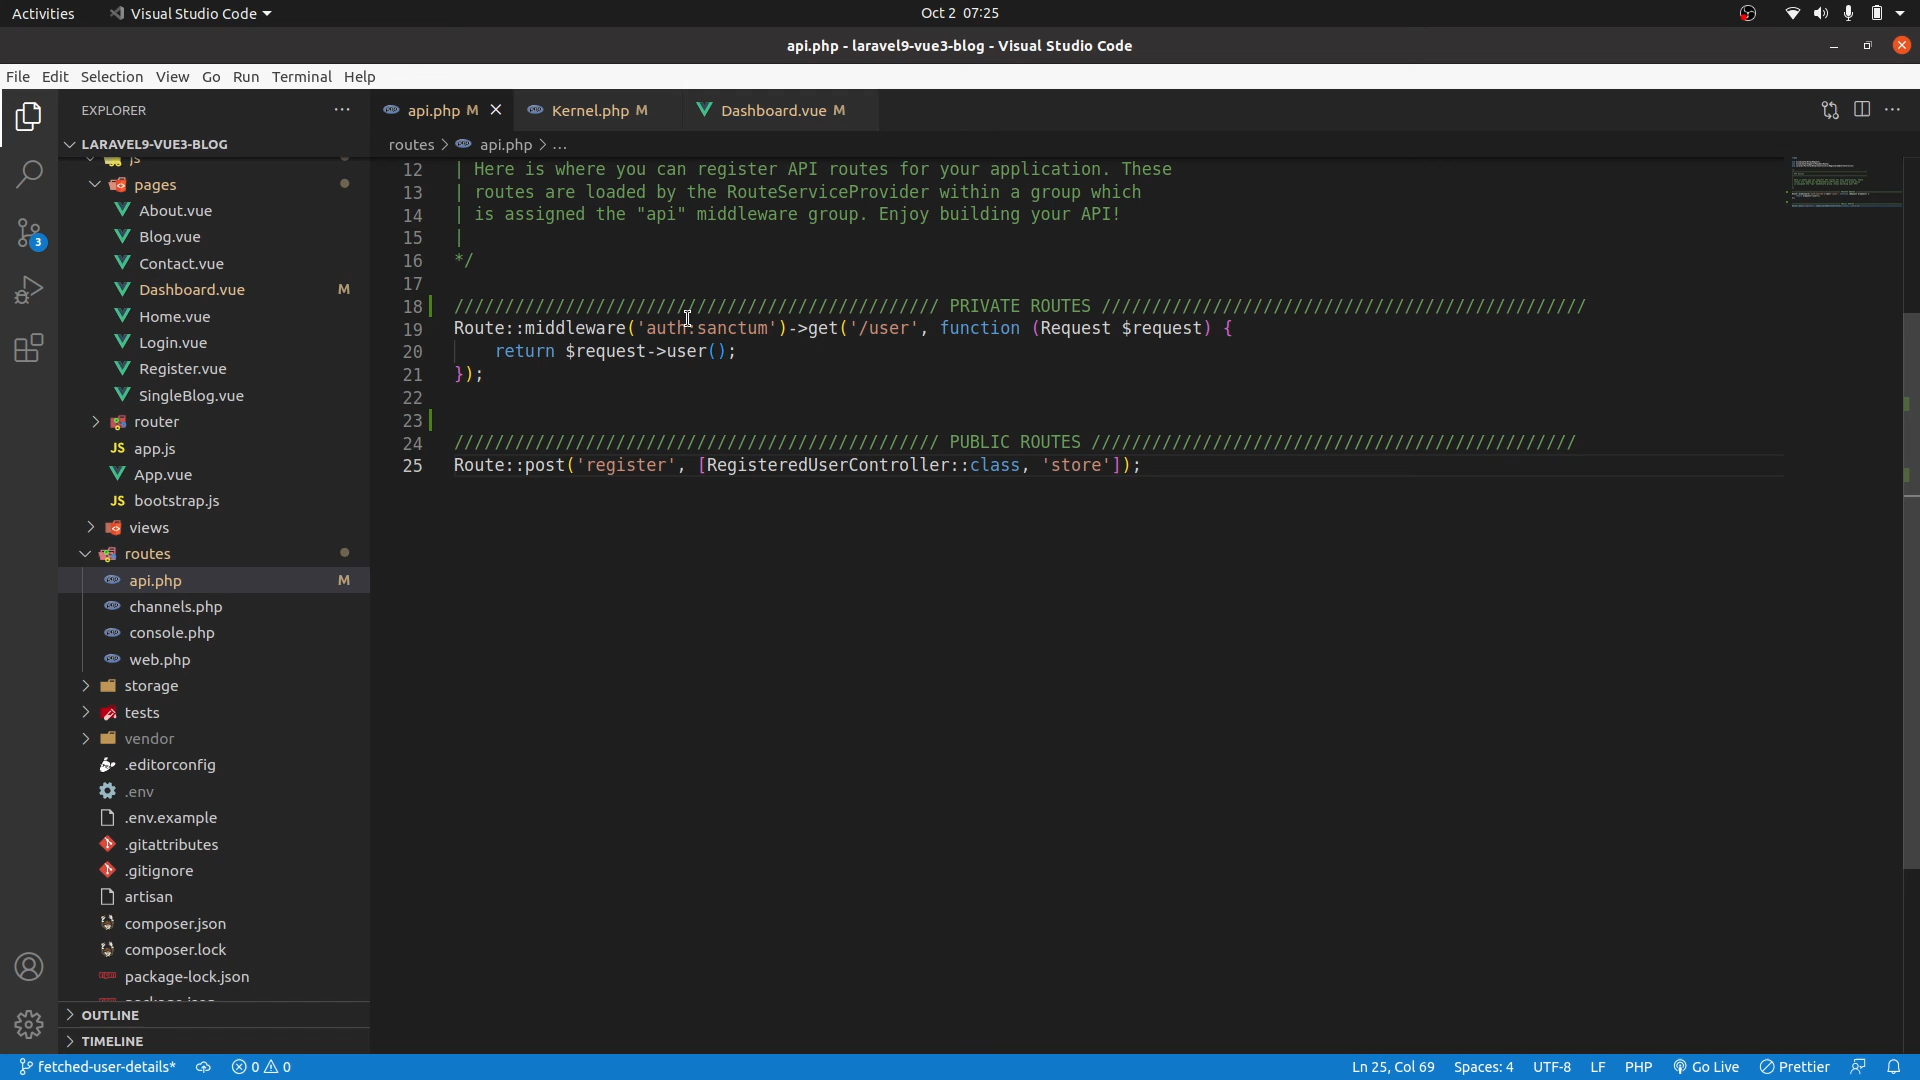 Activities Visual Studio Code Oct 2 07:25
api.php - laravel9-vue3-blog - Visual Studio Code
File Edit Selection View Go Run Terminal Help
EXPLORER
api.php M Kernel.php M Dashboard.vue M
LARAVEL9-VUE3-BLOG
routes > api.php > ...
js
pages
About.vue
Blog.vue
Contact.vue
Dashboard.vue M
Home.vue
Login.vue
Register.vue
SingleBlog.vue
router
app.js
App.vue
bootstrap.js
views
routes
api.php M
channels.php
console.php
web.php
storage
tests
vendor
.editorconfig
.env
.env.example
.gitattributes
.gitignore
artisan
composer.json
composer.lock
package-lock.json
OUTLINE
TIMELINE
3
12 | Here is where you can register API routes for your application. These
13 | routes are loaded by the RouteServiceProvider within a group which
14 | is assigned the "api" middleware group. Enjoy building your API!
15 |
16 */
17
18 //////////////////////////////////////////////// PRIVATE ROUTES ////////////////////////////////////////////////
19 Route::middleware('auth:sanctum')->get('/user', function (Request $request) {
20 return $request->user();
21 });
22
23
24 //////////////////////////////////////////////// PUBLIC ROUTES ////////////////////////////////////////////////
25 Route::post('register', [RegisteredUserController::class, 'store']);
fetched-user-details* 0 0 Ln 25, Col 69 Spaces: 4 UTF-8 LF PHP Go Live Prettier